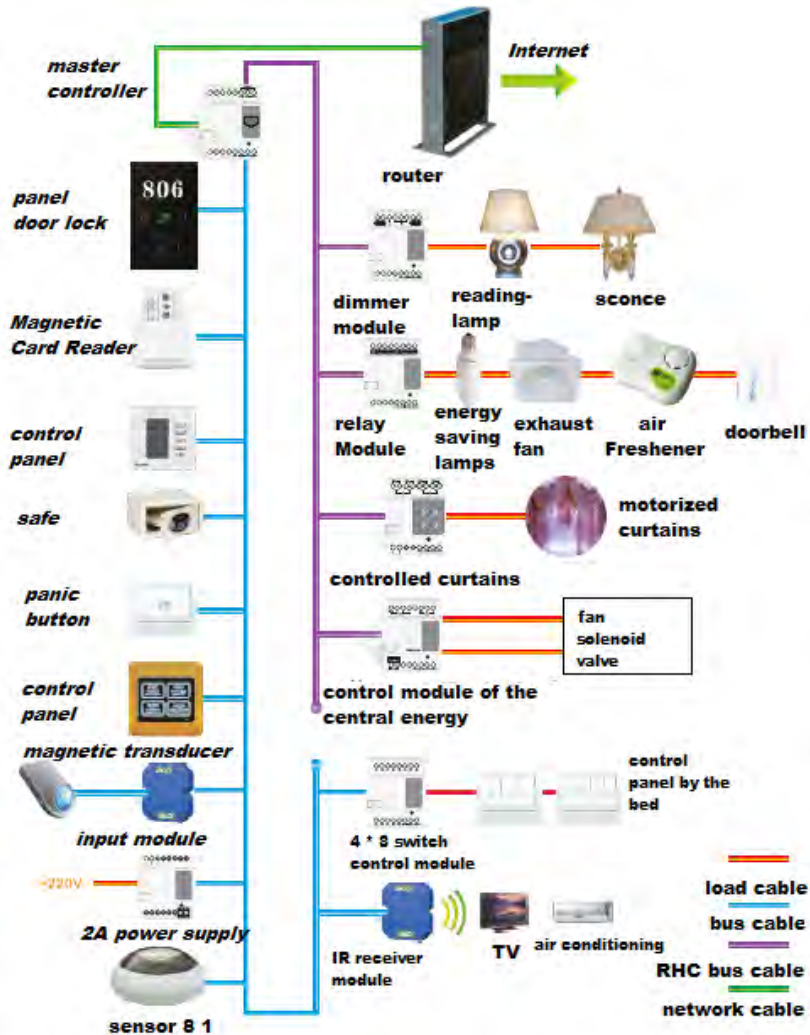 master
controller
Internet
router
806
panel
door lock
dimmer
module
reading-
lamp
sconce
Magnetic
Card Reader
relay
Module
energy
saving
lamps
exhaust
fan
air
Freshener
doorbell
control
panel
safe
motorized
curtains
controlled curtains
panic
button
fan
solenoid
valve
control module of the
central energy
control
panel
magnetic transducer
input module
control
panel by the
bed
4 * 8 switch
control module
~220V
2A power supply
IR receiver
module
TV
air conditioning
sensor 8 1
load cable
bus cable
RHC bus cable
network cable